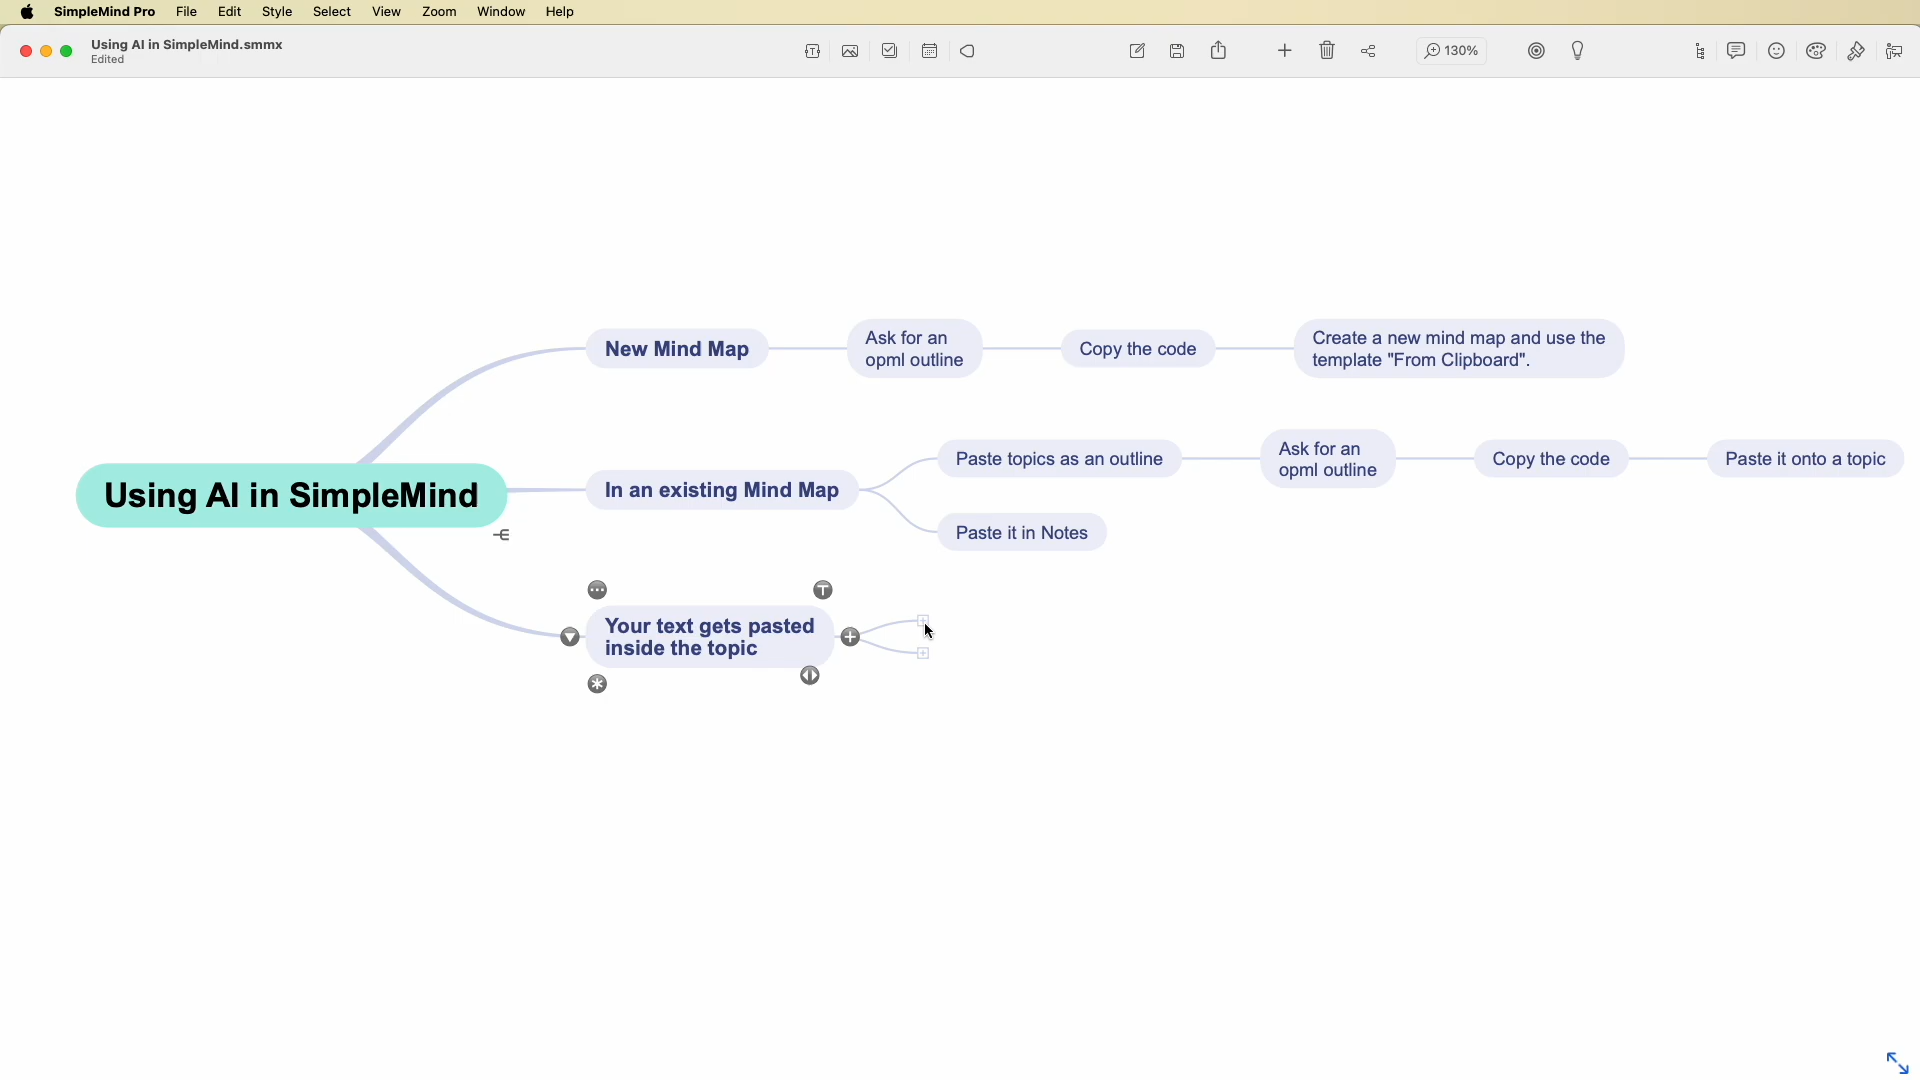 SimpleMind Pro File Edit Style Select View Zoom Window Help
Using AI in SimpleMind.smmx
Edited
130%
New Mind Map
Ask for an
opml outline
Copy the code
Create a new mind map and use the
template "From Clipboard".
Using AI in SimpleMind
In an existing Mind Map
Paste topics as an outline
Ask for an
opml outline
Copy the code
Paste it onto a topic
Paste it in Notes
Your text gets pasted
inside the topic